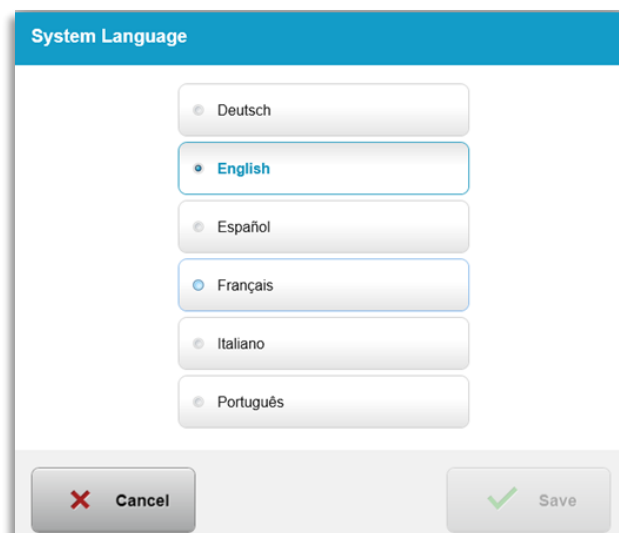 System Language
Deutsch
English
Español
Français
Italiano
Português
Cancel
Save